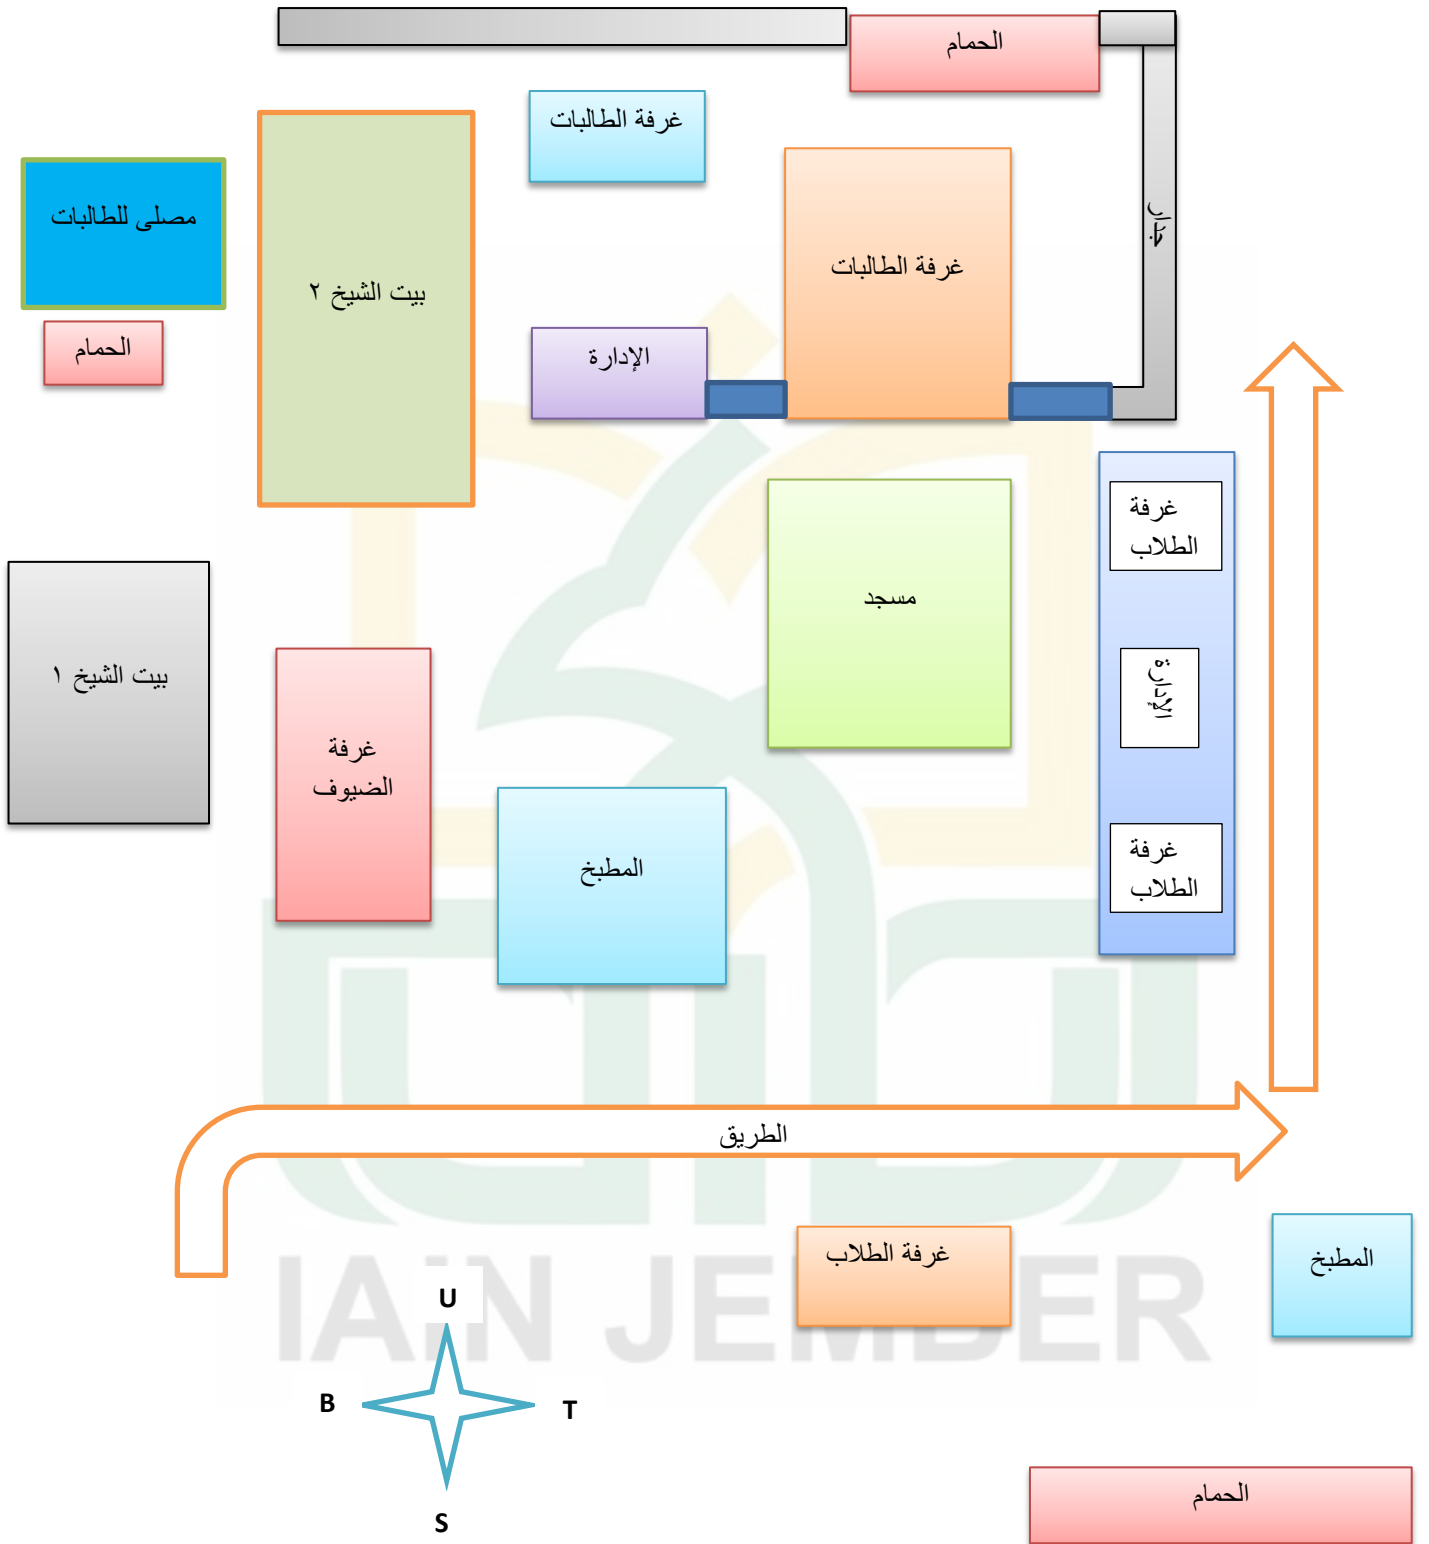 الحمام
غرفة الطالبات
جدار
مصلى للطالبات
غرفة الطالبات
بيت الشيخ ٢
الحمام
الإدارة
غرفة
الطلاب
مسجد
بيت الشيخ ١
الإدارة
غرفة
الضيوف
المطبخ
غرفة
الطلاب
الطريق
غرفة الطلاب
المطبخ
IAIN JEMBER
U
B
T
S
الحمام